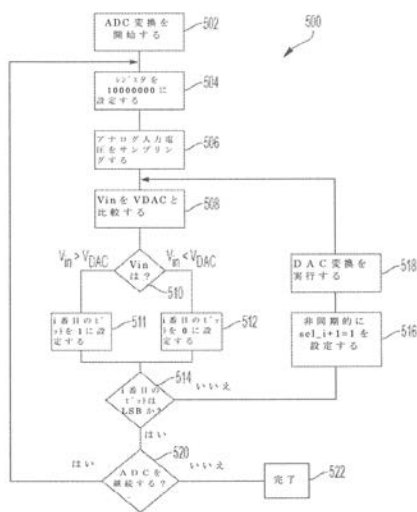 ADC変換を
開始する
502
500
レジスタを
10000000に
設定する
504
アナログ入力電
圧をサンプリン
グする
506
VinをVDACと
比較する
508
Vin>VDAC
Vin<VDAC
Vin
は?
510
i番目のビ
ットを1に設
定する
511
i番目のビッ
トを0に設
定する
512
DAC変換を
実行する
518
非同期的に
sel_i+1=1を
設定する
516
514
i番目の
ビットは
LSBか?
いいえ
はい
520
ADCを
継続する?
はい
いいえ
完了
522